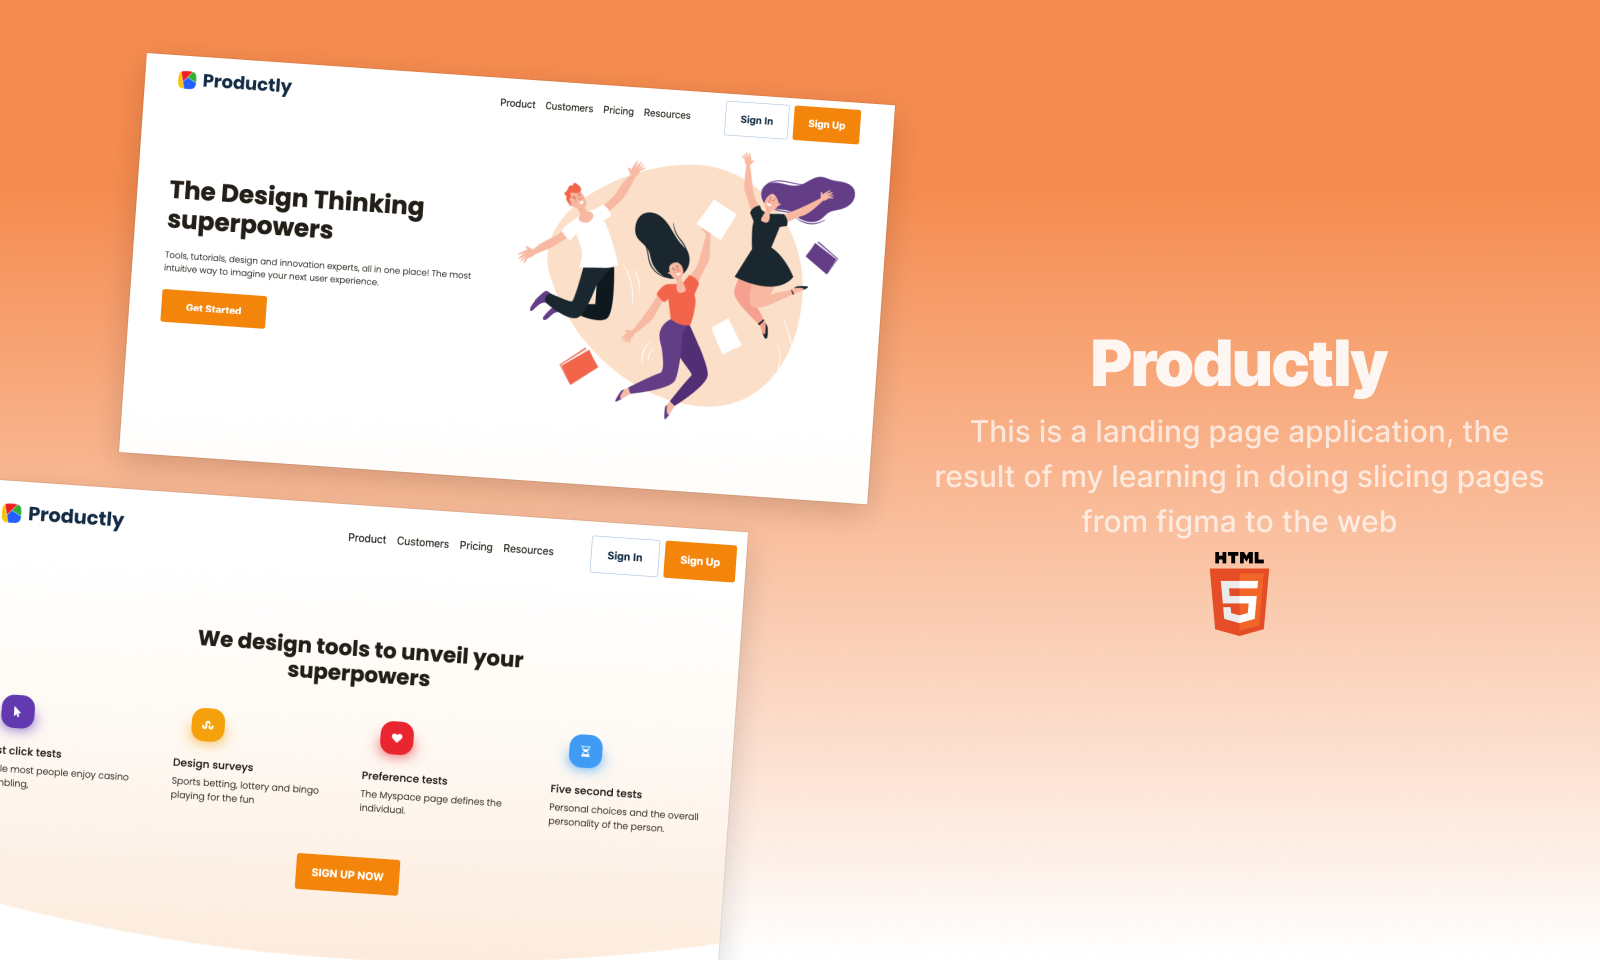 Productly
Product Customers Pricing Resources
Sign In
Sign Up
The Design Thinking
superpowers
Tools, tutorials, design and innovation experts, all in one place! The most
intuitive way to imagine your next user experience.
Get Started
Productly
This is a landing page application, the
result of my learning in doing slicing pages
from figma to the web
HTML
5
Productly
Product Customers Pricing Resources
Sign In
Sign Up
We design tools to unveil your
superpowers
click tests
most people enjoy casino
Design surveys
Sports betting, lottery and bingo
playing for the fun
Preference tests
The Myspace page defines the
individual.
Five second tests
Personal choices and the overall
personality of the person.
SIGN UP NOW